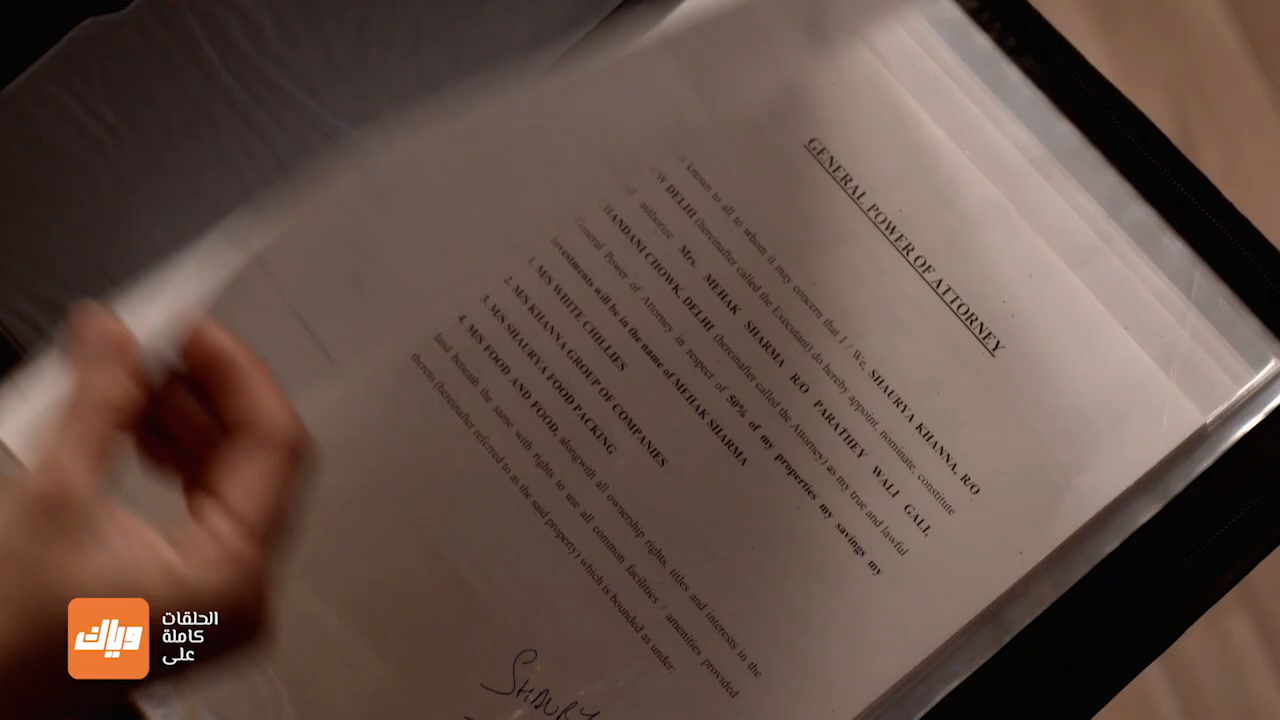 GENERAL POWER OF ATTORNEY
known to all to whom it may concern that I / We, SHAURYA KHANNA, R/O
DELHI (hereinafter called the Executant) do hereby appoint, nominate, constitute
authorize Mrs. MEHAK SHARMA R/O PARATHEY WALI GALI,
CHANDANI CHOWK, DELHI (hereinafter called the Attorney) as my true and lawful
General Power of Attorney in respect of 50% of my properties my savings my
investments will be in the name of MEHAK SHARMA
1. M/S WHITE CHILLIES
2. M/S KHANNA GROUP OF COMPANIES
3. M/S SHAURYA FOOD PACKING
4. M/S FOOD AND FOOD, alongwith all ownership rights, titles and interests in the
land beneath the same with rights to use all common facilities / amenities provided
thereto (hereinafter referred to as the said property) which is bounded as under:
SHAURY
وياك
الحلقات
كاملة
على